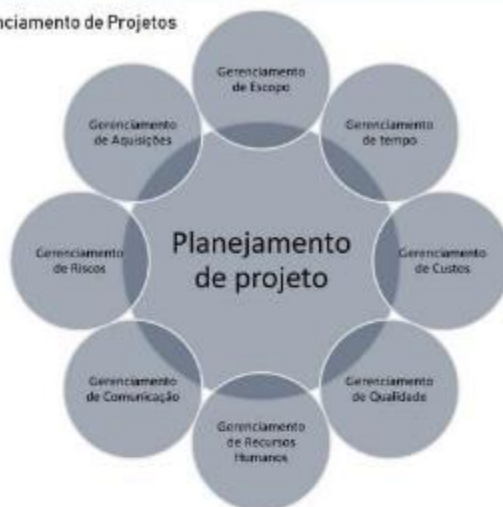 nciamento de Projetos
Gerenciamento
de Escopo
Gerenciamento
de tempo
Gerenciamento
de Custos
Gerenciamento
de Qualidade
Gerenciamento
de Recursos
Humanos
Gerenciamento
de Comunicação
Gerenciamento
de Riscos
Gerenciamento
de Aquisições
Planejamento
de projeto